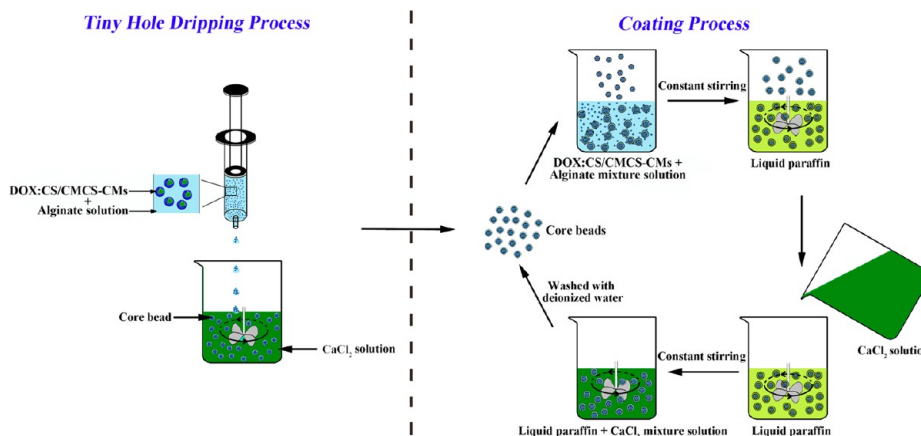 Tiny Hole Dripping Process
DOX:CS/CMCS-CMs
+
Alginate solution
Core bead
CaCl₂ solution
Coating Process
DOX:CS/CMCS-CMs +
Alginate mixture solution
Constant stirring
Liquid paraffin
Core beads
Washed with
deionized water
CaCl₂ solution
Constant stirring
Liquid paraffin + CaCl₂ mixture solution
Liquid paraffin